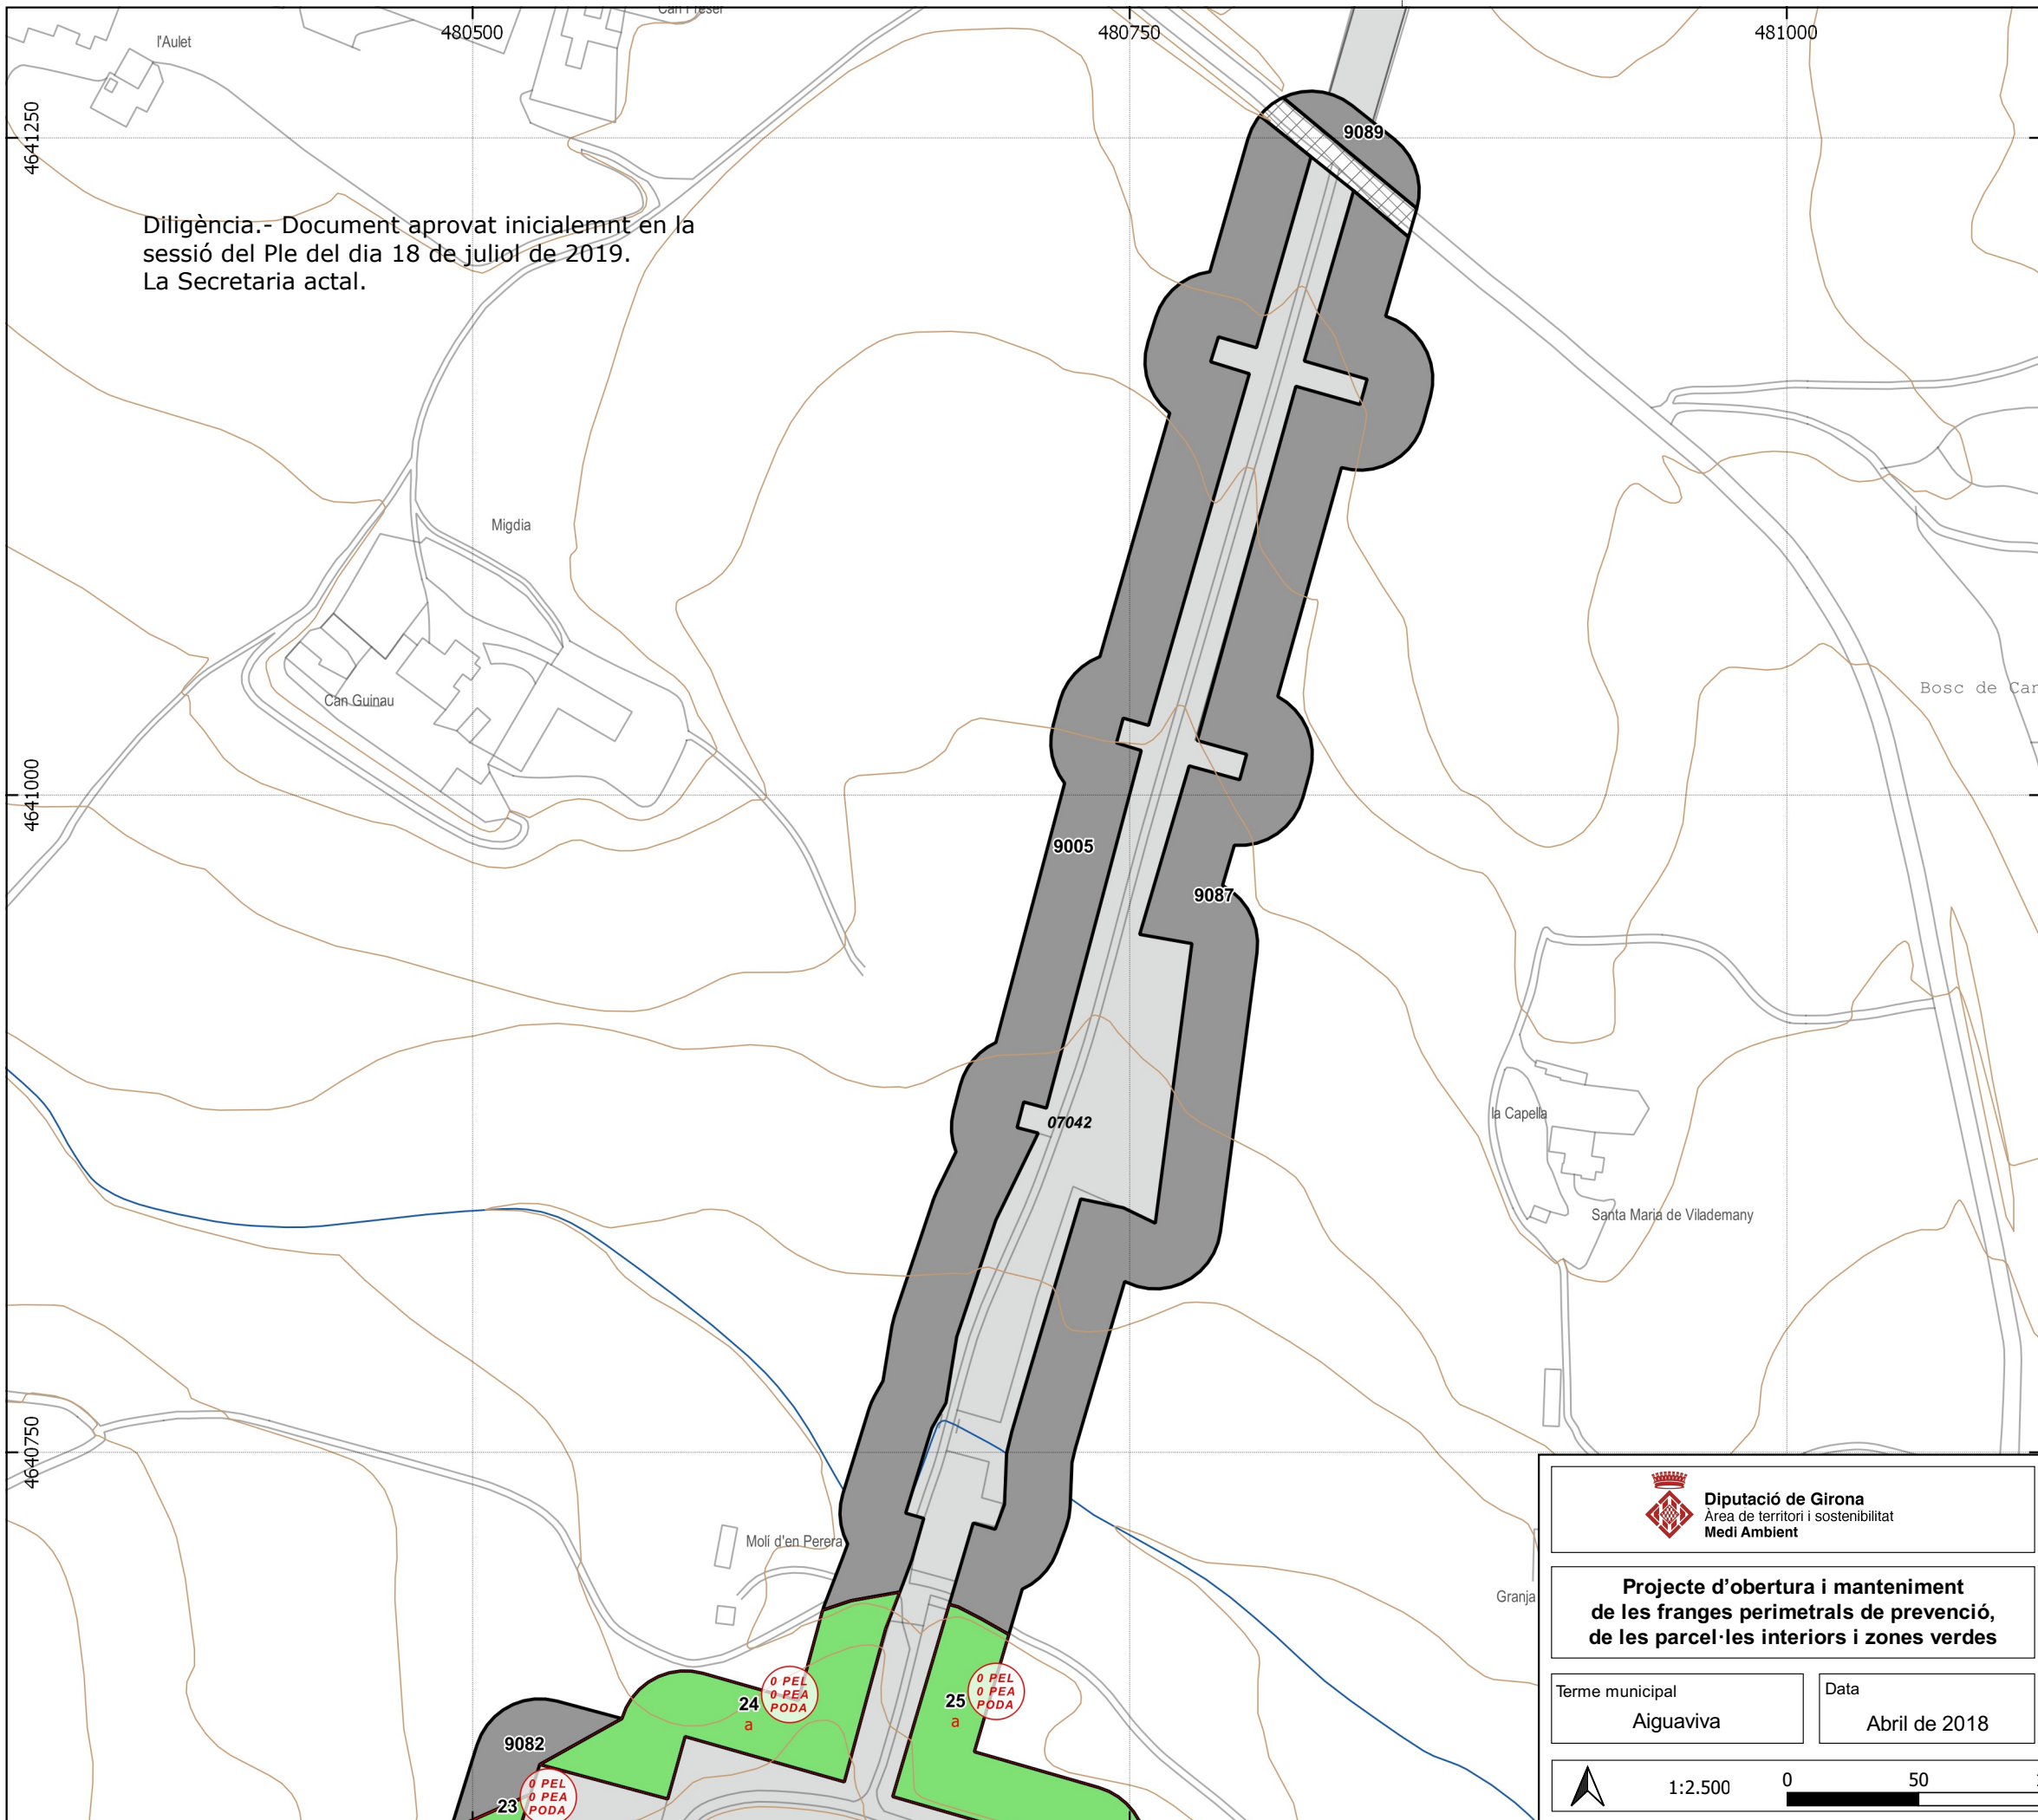 Can Freser
480500
480750
481000
l'Aulet
4641250
9089
Diligència.- Document aprovat inicialemnt en la
sessió del Ple del dia 18 de juliol de 2019.
La Secretaria actal.
Migdia
Can Guinau
Bosc de Can
4641000
9005
9087
07042
la Capella
Santa Maria de Vilademany
4640750
Molí d'en Perera
Granja
24
a
0 PEL
0 PEA
PODA
25
a
0 PEL
0 PEA
PODA
9082
23
0 PEL
0 PEA
PODA
Diputació de Girona
Àrea de territori i sostenibilitat
Medi Ambient
Projecte d'obertura i manteniment
de les franges perimetrals de prevenció,
de les parcel·les interiors i zones verdes
Terme municipal
Aiguaviva
Data
Abril de 2018
1:2.500
0
50